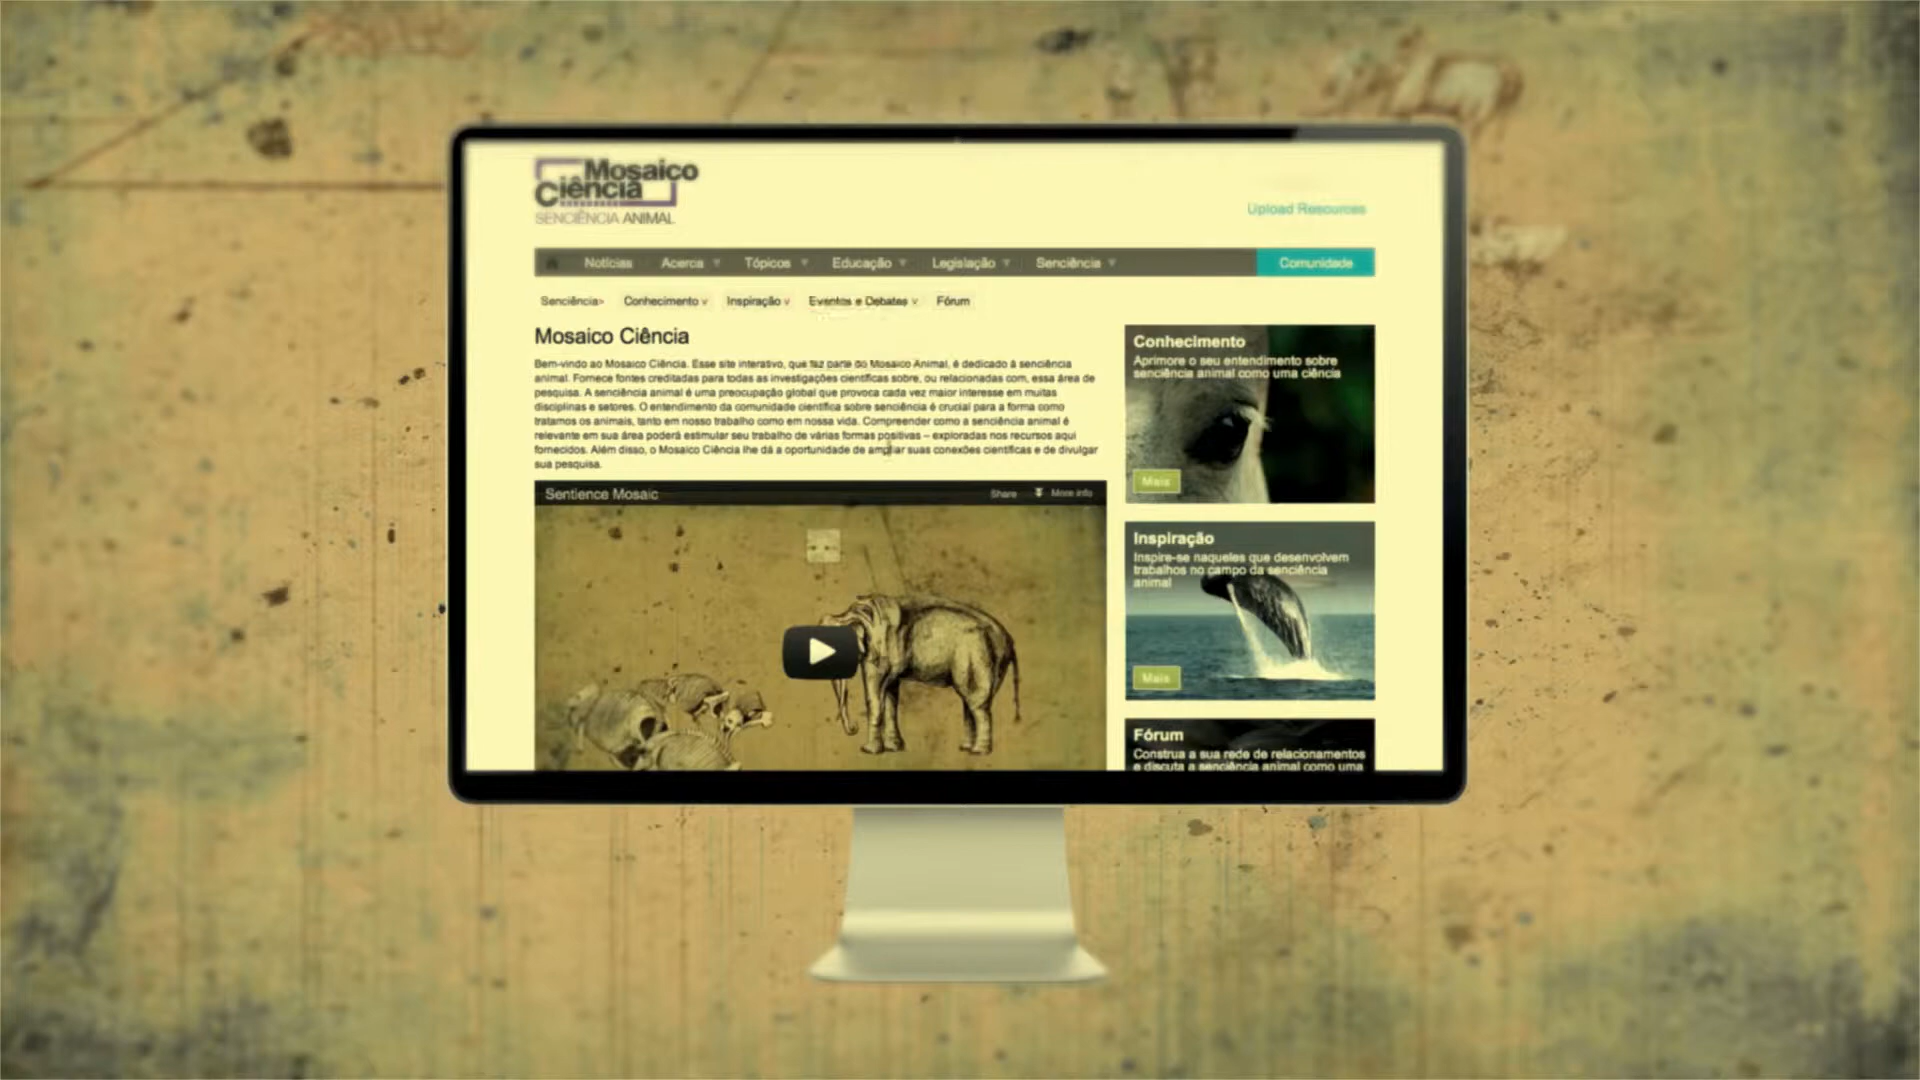 Mosaico
Ciência
SENCIÊNCIA ANIMAL
Upload Resources
Notícias Acerca Tópicos Educação Legislação Senciência Comunidade
Senciência> Conhecimento v Inspiração v Eventos e Debates v Fórum
Mosaico Ciência
Bem-vindo ao Mosaico Ciência. Esse site interativo, que faz parte do Mosaico Animal, é dedicado à senciência
animal. Fornece fontes creditadas para todas as investigações científicas sobre, ou relacionadas com, essa área de
pesquisa. A senciência animal é uma preocupação global que provoca cada vez maior interesse em muitas
disciplinas e setores. O entendimento da comunidade científica sobre senciência é crucial para a forma como
tratamos os animais, tanto em nosso trabalho como em nossa vida. Compreender como a senciência animal é
relevante em sua área poderá estimular seu trabalho de várias formas positivas – exploradas nos recursos aqui
fornecidos. Além disso, o Mosaico Ciência lhe dá a oportunidade de ampliar suas conexões científicas e de divulgar
sua pesquisa.
Sentience Mosaic Share More info
Conhecimento
Aprimore o seu entendimento sobre
senciência animal como uma ciência
Mais
Inspiração
Inspire-se naqueles que desenvolvem
trabalhos no campo da senciência
animal
Mais
Fórum
Construa a sua rede de relacionamentos
e discuta a senciência animal como uma